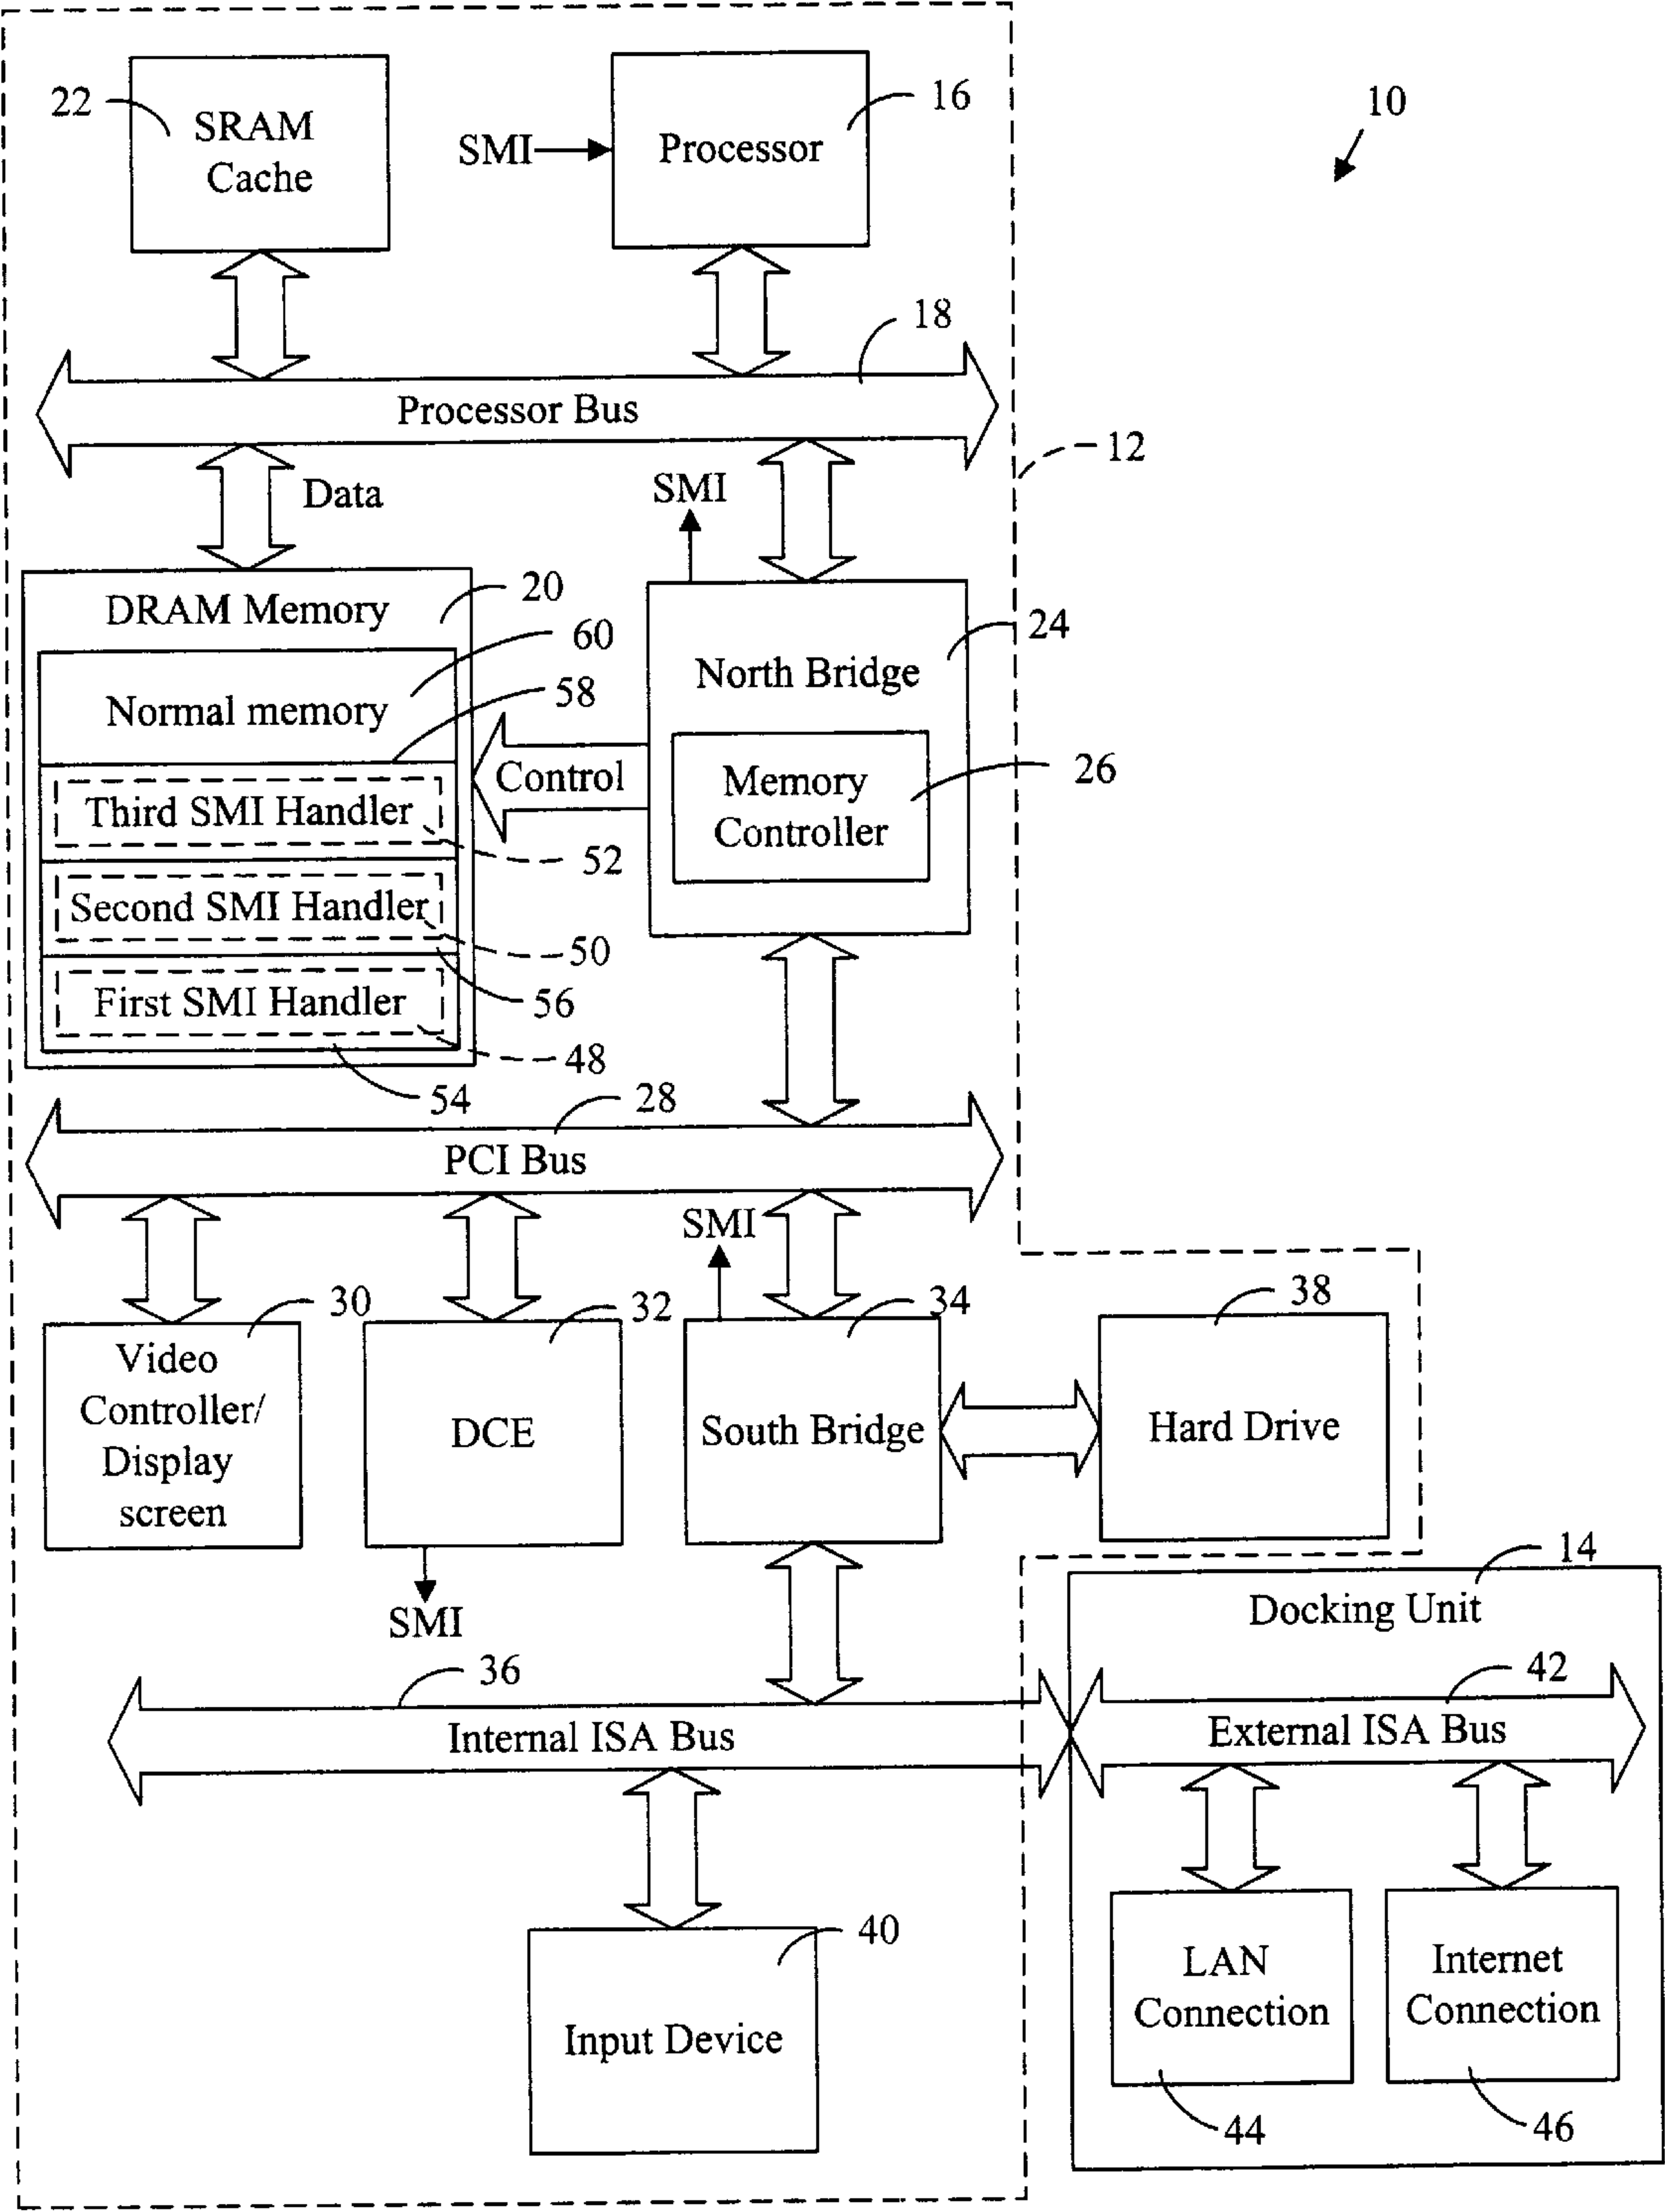 22
SRAM
Cache
SMI
Processor
16
10
18
Processor Bus
12
Data
SMI
DRAM Memory
20
60
Normal memory
58
24
North Bridge
Control
Memory
Controller
26
Third SMI Handler
52
Second SMI Handler
50
56
First SMI Handler
48
54
28
PCI Bus
SMI
30
32
34
38
Video
Controller/
Display
screen
DCE
South Bridge
Hard Drive
SMI
14
Docking Unit
36
42
Internal ISA Bus
External ISA Bus
40
Input Device
LAN
Connection
Internet
Connection
44
46